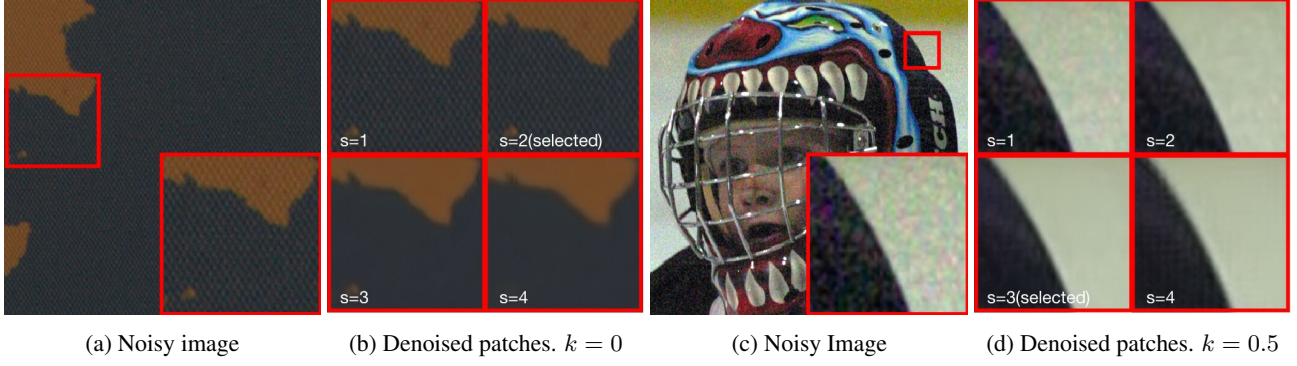 s=1
s=2(selected)
s=3
s=4
CH
s=1
s=2
s=3(selected)
s=4
(a) Noisy image
(b) Denoised patches. k = 0
(c) Noisy Image
(d) Denoised patches. k = 0.5